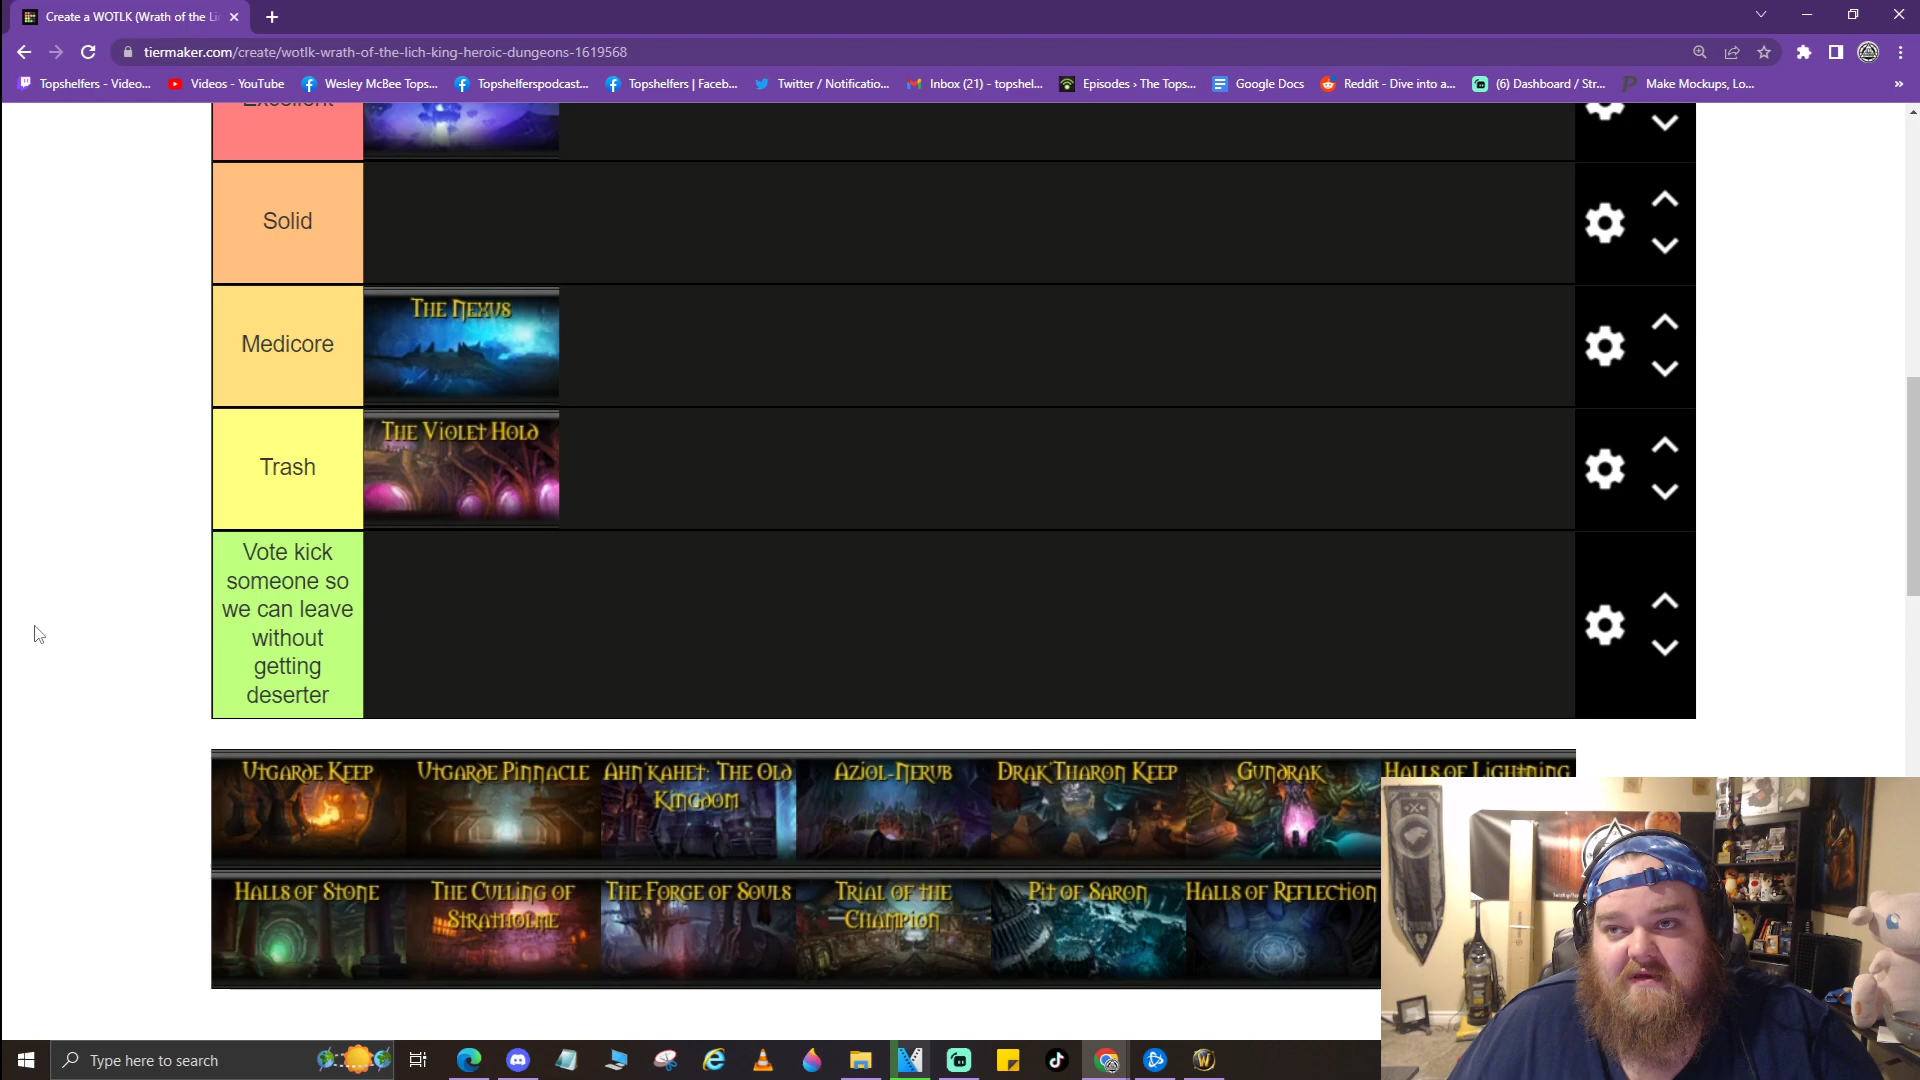 Create a WOTLK (Wrath of the Li
tiermaker.com/create/wotlk-wrath-of-the-lich-king-heroic-dungeons-1619568
Topshelfers - Video...
Videos - YouTube
Wesley McBee Tops...
Topshelferspodcast...
Topshelfers | Faceb...
Twitter / Notificatio...
Inbox (21) - topshel...
Episodes › The Tops...
Google Docs
Reddit - Dive into a...
(6) Dashboard / Str...
Make Mockups, Lo...
Excellent
Solid
Medicore
THE NEXUS
Trash
THE VIOLET HOLD
Vote kick
someone so
we can leave
without
getting
deserter
UTGARDE KEEP
UTGARDE PINNACLE
AHN'KAHET: THE OLD
KINGDOM
AZJOL-NERUB
DRAK'THARON KEEP
GUNDRAK
HALLS OF LIGHTNING
HALLS OF STONE
THE CULLING OF
STRATHOLME
THE FORGE OF SOULS
TRIAL OF THE
CHAMPION
PIT OF SARON
HALLS OF REFLECTION
Type here to search